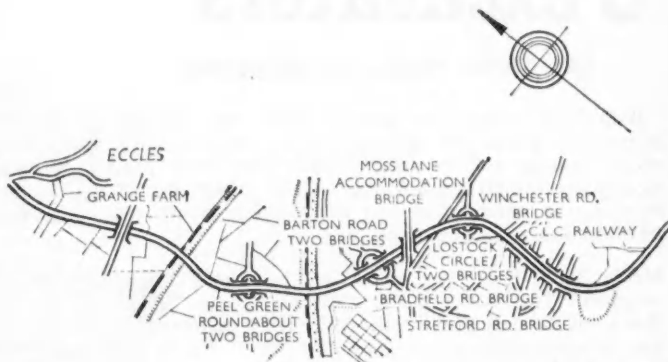 ECCLES
GRANGE FARM
MOSS LANE
ACCOMMODATION
BRIDGE
WINCHESTER RD.
BRIDGE
C.L.C. RAILWAY
BARTON ROAD
TWO BRIDGES
LOSTOCK
CIRCLE
TWO BRIDGES
PEEL GREEN
ROUNDABOUT
TWO BRIDGES
BRADFIELD RD. BRIDGE
STRETFORD RD. BRIDGE